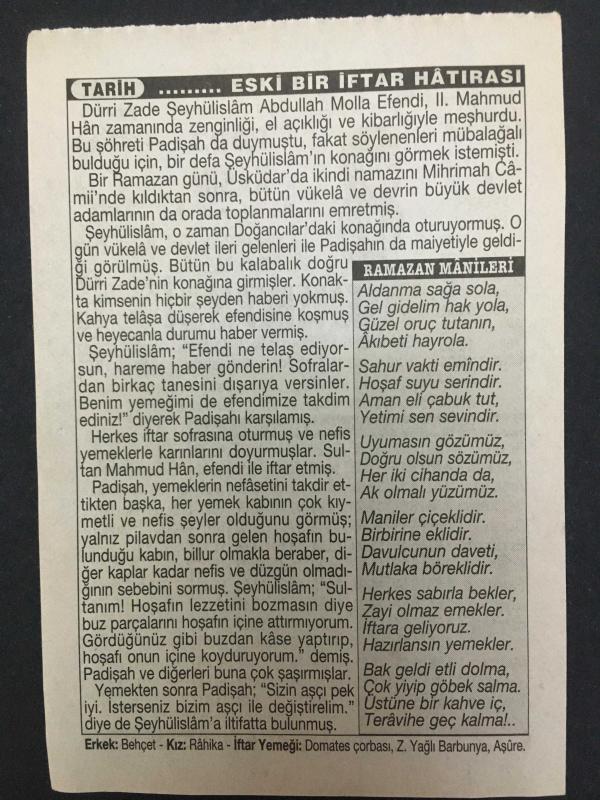 TARİH ......... ESKİ BİR İFTAR HÂTIRASI
Dürri Zade Şeyhülislâm Abdullah Molla Efendi, II. Mahmud
Hân zamanında zenginliği, el açıklığı ve kibarlığiyle meşhurdu.
Bu şöhreti Padişah da duymuştu, fakat söylenenleri mübalağalı
bulduğu için, bir defa Şeyhülislâm'ın konağını görmek istemişti.
Bir Ramazan günü, Üsküdar'da ikindi namazını Mihrimah Câ-
mii'nde kıldıktan sonra, bütün vükelâ ve devrin büyük devlet
adamlarının da orada toplanmalarını emretmiş.
Şeyhülislâm, o zaman Doğancılar'daki konağında oturuyormuş. O
gün vükelâ ve devlet ileri gelenleri ile Padişahın da maiyetiyle geldi-
ği görülmüş. Bütün bu kalabalık doğru
Dürri Zade'nin konağına girmişler. Konak-
ta kimsenin hiçbir şeyden haberi yokmuş.
Kahya telâşa düşerek efendisine koşmuş
ve heyecanla durumu haber vermiş.
Şeyhülislâm; "Efendi ne telaş ediyor-
sun, hareme haber gönderin! Sofralar-
dan birkaç tanesini dışarıya versinler.
Benim yemeğimi de efendimize takdim
ediniz!" diyerek Padişahı karşılamış.
Herkes iftar sofrasına oturmuş ve nefis
yemeklerle karınlarını doyurmuşlar. Sul-
tan Mahmud Hân, efendi ile iftar etmiş.
Padişah, yemeklerin nefâsetini takdir et-
tikten başka, her yemek kabının çok kıy-
metli ve nefis şeyler olduğunu görmüş;
yalnız pilavdan sonra gelen hoşafın bu-
lunduğu kabın, billur olmakla beraber, di-
ğer kaplar kadar nefis ve düzgün olmadı-
ğının sebebini sormuş. Şeyhülislâm; "Sul-
tanım! Hoşafın lezzetini bozmasın diye
buz parçalarını hoşafın içine attırmıyorum.
Gördüğünüz gibi buzdan kâse yaptırıp,
hoşafı onun içine koyduruyorum." demiş.
Padişah ve diğerleri buna çok şaşırmışlar.
Yemekten sonra Padişah; "Sizin aşçı pek
iyi. İsterseniz bizim aşçı ile değiştirelim."
diye de Şeyhülislâm'a iltifatta bulunmuş.
RAMAZAN MÂNİLERİ
Aldanma sağa sola,
Gel gidelim hak yola,
Güzel oruç tutanın,
Âkıbeti hayrola.
Sahur vakti emîndir.
Hoşaf suyu serindir.
Aman eli çabuk tut,
Yetimi sen sevindir.
Uyumasın gözümüz,
Doğru olsun sözümüz,
Her iki cihanda da,
Ak olmalı yüzümüz.
Maniler çiçeklidir.
Birbirine eklidir.
Davulcunun daveti,
Mutlaka böreklidir.
Herkes sabırla bekler,
Zayi olmaz emekler.
İftara geliyoruz.
Hazırlansın yemekler.
Bak geldi etli dolma,
Çok yiyip göbek salma.
Üstüne bir kahve iç,
Terâvihe geç kalma!..
Erkek: Behçet - Kız: Râhika - İftar Yemeği: Domates çorbası, Z. Yağlı Barbunya, Aşûre.